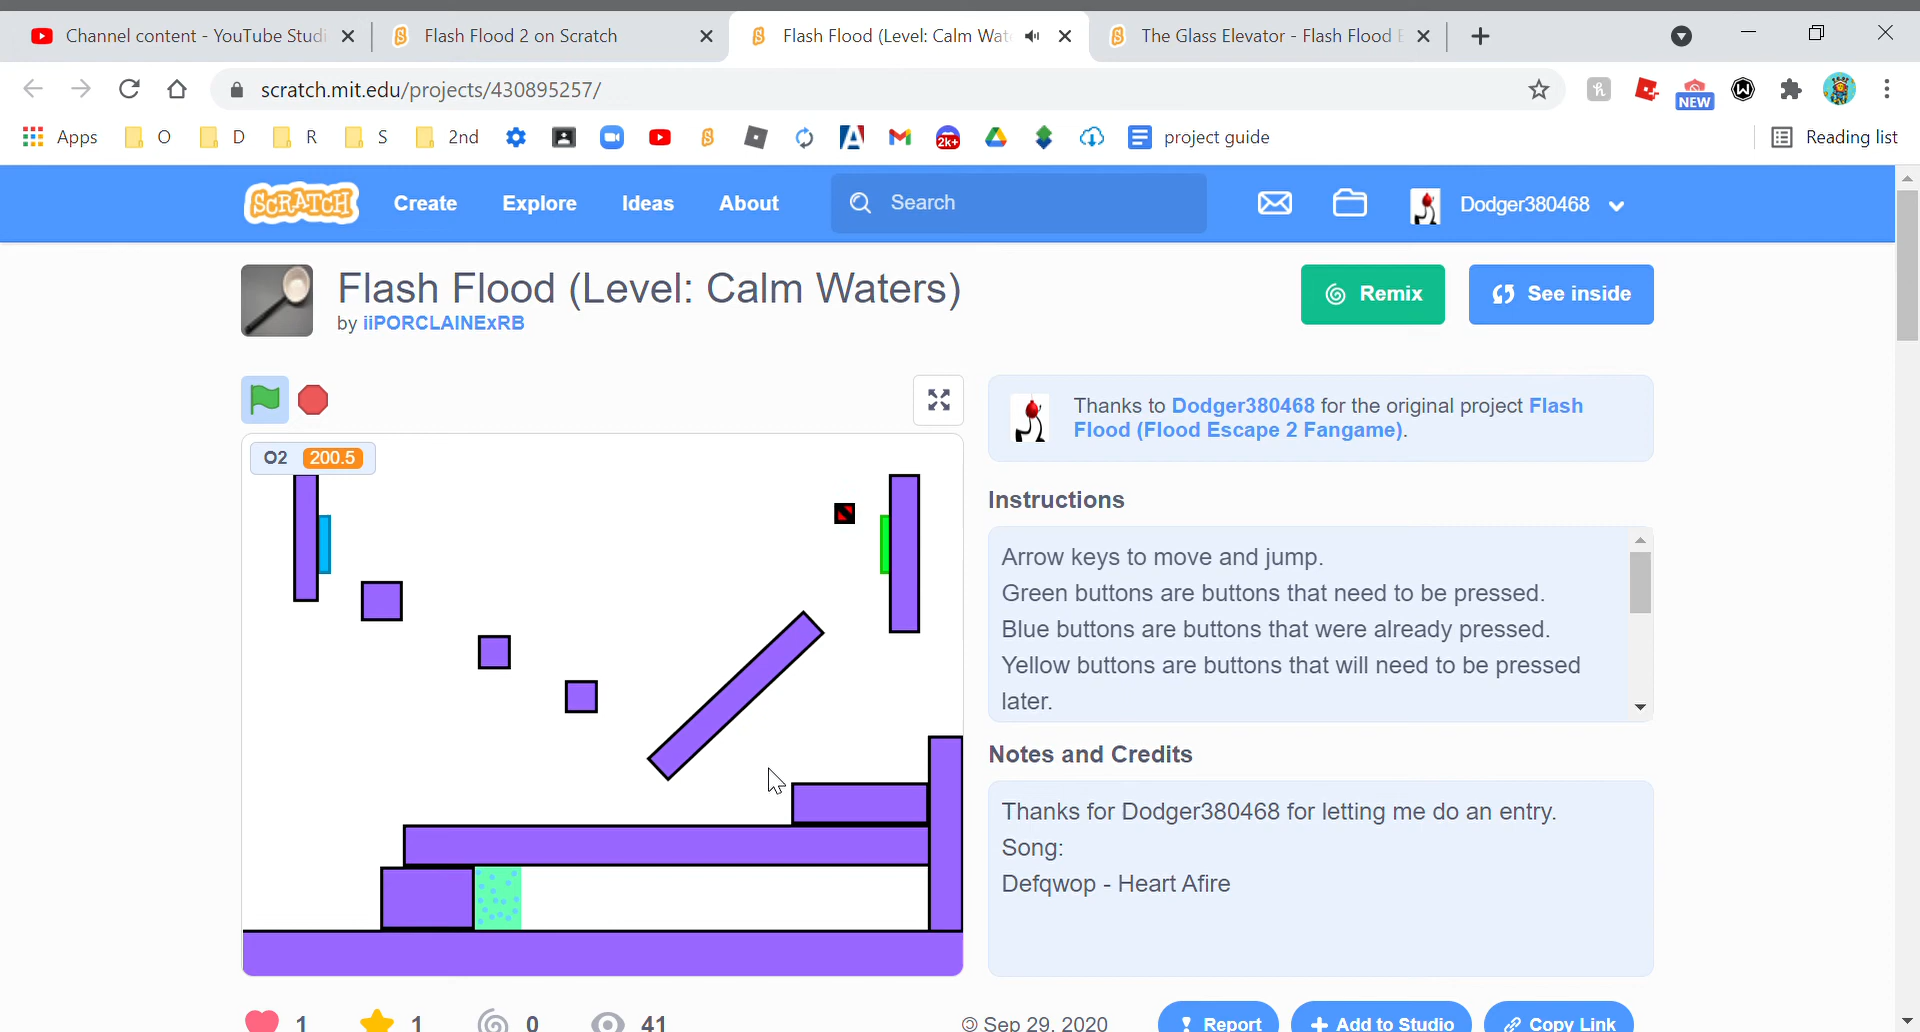 Channel content - YouTube Studi
Flash Flood 2 on Scratch
Flash Flood (Level: Calm Wat
The Glass Elevator - Flash Flood E
scratch.mit.edu/projects/430895257/
NEW
Apps
O
D
R
S
2nd
2k+
project guide
Reading list
SCRATCH
Create
Explore
Ideas
About
Search
Dodger380468
Flash Flood (Level: Calm Waters)
by iiPORCLAINExRB
Remix
See inside
O2 200.5
Thanks to Dodger380468 for the original project Flash
Flood (Flood Escape 2 Fangame).
Instructions
Arrow keys to move and jump.
Green buttons are buttons that need to be pressed.
Blue buttons are buttons that were already pressed.
Yellow buttons are buttons that will need to be pressed
later.
Notes and Credits
Thanks for Dodger380468 for letting me do an entry.
Song:
Defqwop - Heart Afire
1
1
0
41
© Sep 29, 2020
Report
Add to Studio
Copy Link